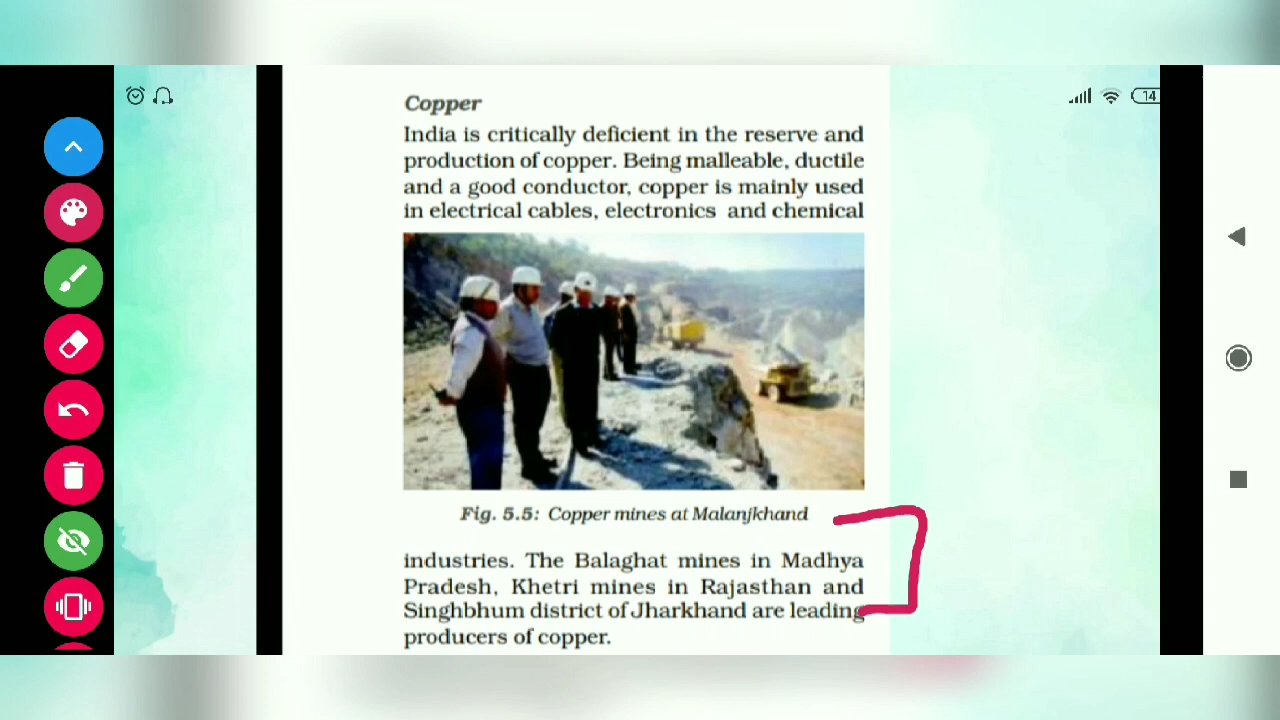 14
Copper
India is critically deficient in the reserve and
production of copper. Being malleable, ductile
and a good conductor, copper is mainly used
in electrical cables, electronics and chemical
Fig. 5.5: Copper mines at Malanjkhand
industries. The Balaghat mines in Madhya
Pradesh, Khetri mines in Rajasthan and
Singhbhum district of Jharkhand are leading
producers of copper.